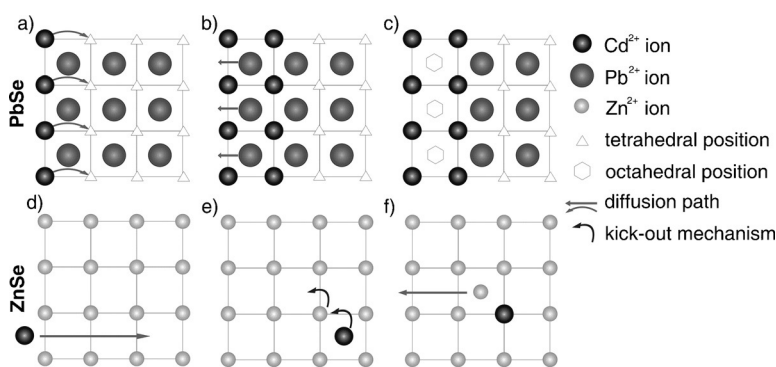 a)
b)
c)
PbSe
Cd²⁺ ion
Pb²⁺ ion
Zn²⁺ ion
tetrahedral position
octahedral position
diffusion path
kick-out mechanism
d)
e)
f)
ZnSe